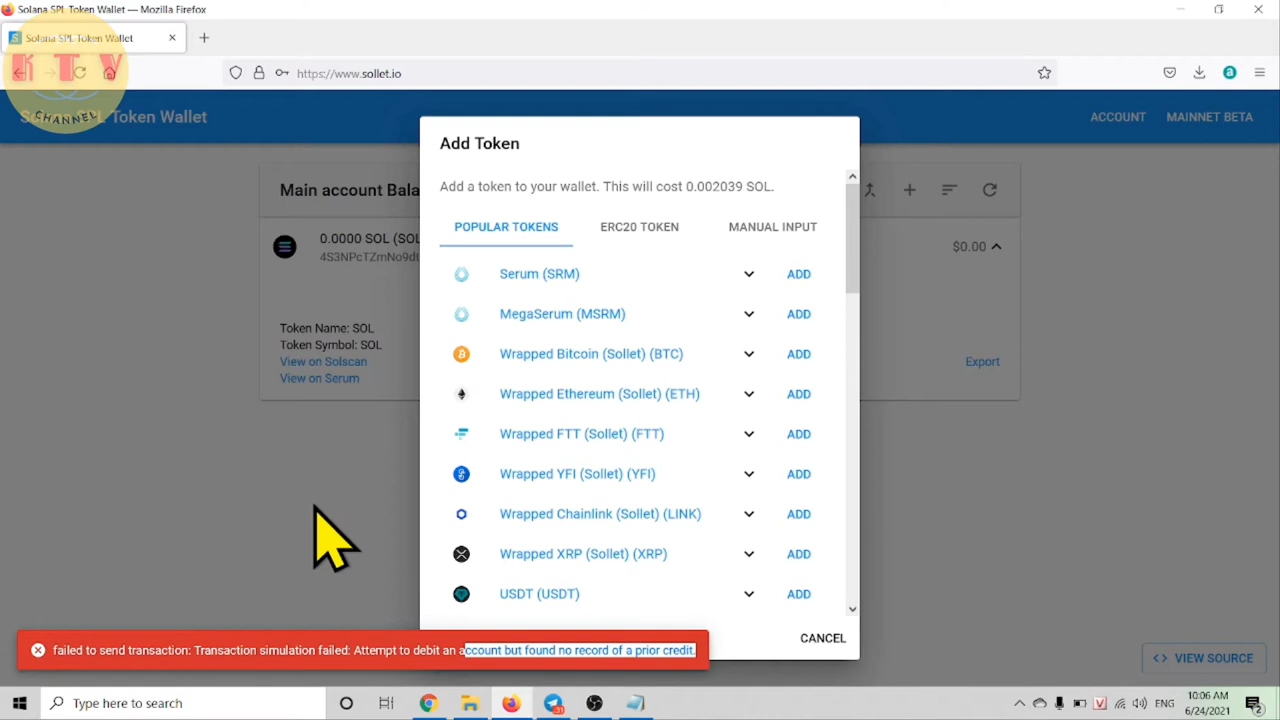 Solana SPL Token Wallet — Mozilla Firefox
Solana SPL Token Wallet
https://www.sollet.io
K T V
CHANNEL
Solana SPL Token Wallet
ACCOUNT
MAINNET BETA
Main account Bala
0.0000 SOL (SOL
$0.00
Token Name: SOL
Token Symbol: SOL
View on Solscan
View on Serum
Export
Add Token
Add a token to your wallet. This will cost 0.002039 SOL.
POPULAR TOKENS
ERC20 TOKEN
MANUAL INPUT
Serum (SRM)
ADD
MegaSerum (MSRM)
ADD
Wrapped Bitcoin (Sollet) (BTC)
ADD
Wrapped Ethereum (Sollet) (ETH)
ADD
Wrapped FTT (Sollet) (FTT)
ADD
Wrapped YFI (Sollet) (YFI)
ADD
Wrapped Chainlink (Sollet) (LINK)
ADD
Wrapped XRP (Sollet) (XRP)
ADD
USDT (USDT)
ADD
CANCEL
failed to send transaction: Transaction simulation failed: Attempt to debit an account but found no record of a prior credit.
<> VIEW SOURCE
Type here to search
31
V
10:06 AM
6/24/2021
2